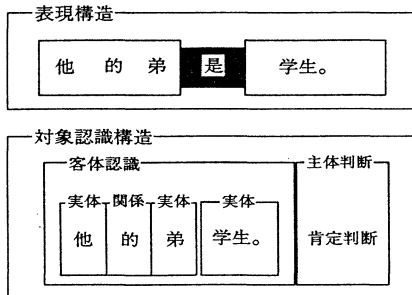 表現構造
他 的 弟 是 学生。
対象認識構造
客体認識 主体判断
実体 関係 実体 実体
他 的 弟 学生。 肯定判断